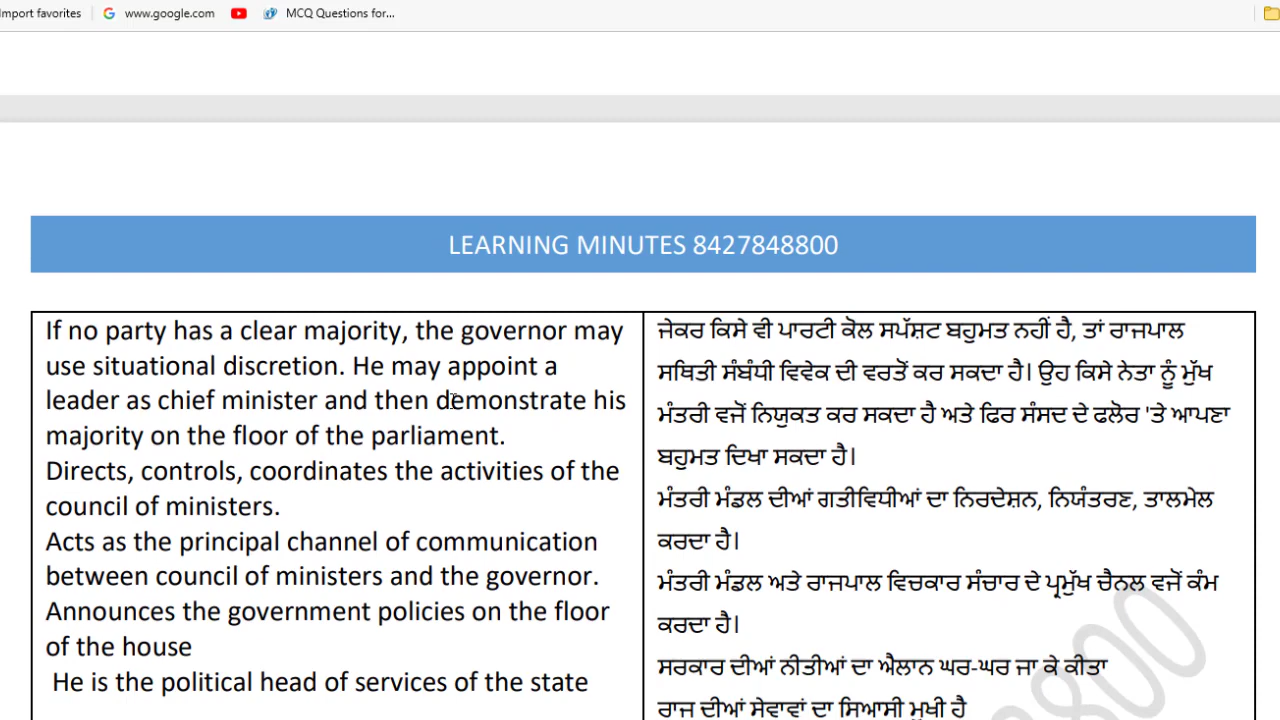 Import favorites
www.google.com
MCQ Questions for...
LEARNING MINUTES 8427848800
If no party has a clear majority, the governor may
use situational discretion. He may appoint a
leader as chief minister and then demonstrate his
majority on the floor of the parliament.
Directs, controls, coordinates the activities of the
council of ministers.
Acts as the principal channel of communication
between council of ministers and the governor.
Announces the government policies on the floor
of the house
He is the political head of services of the state
ਜੇਕਰ ਕਿਸੇ ਵੀ ਪਾਰਟੀ ਕੋਲ ਸਪੱਸ਼ਟ ਬਹੁਮਤ ਨਹੀਂ ਹੈ, ਤਾਂ ਰਾਜਪਾਲ
ਸਥਿਤੀ ਸੰਬੰਧੀ ਵਿਵੇਕ ਦੀ ਵਰਤੋਂ ਕਰ ਸਕਦਾ ਹੈ। ਉਹ ਕਿਸੇ ਨੇਤਾ ਨੂੰ ਮੁੱਖ
ਮੰਤਰੀ ਵਜੋਂ ਨਿਯੁਕਤ ਕਰ ਸਕਦਾ ਹੈ ਅਤੇ ਫਿਰ ਸੰਸਦ ਦੇ ਫਲੋਰ 'ਤੇ ਆਪਣਾ
ਬਹੁਮਤ ਦਿਖਾ ਸਕਦਾ ਹੈ।
ਮੰਤਰੀ ਮੰਡਲ ਦੀਆਂ ਗਤੀਵਿਧੀਆਂ ਦਾ ਨਿਰਦੇਸ਼ਨ, ਨਿਯੰਤਰਣ, ਤਾਲਮੇਲ
ਕਰਦਾ ਹੈ।
ਮੰਤਰੀ ਮੰਡਲ ਅਤੇ ਰਾਜਪਾਲ ਵਿਚਕਾਰ ਸੰਚਾਰ ਦੇ ਪ੍ਰਮੁੱਖ ਚੈਨਲ ਵਜੋਂ ਕੰਮ
ਕਰਦਾ ਹੈ।
ਸਰਕਾਰ ਦੀਆਂ ਨੀਤੀਆਂ ਦਾ ਐਲਾਨ ਘਰ-ਘਰ ਜਾ ਕੇ ਕੀਤਾ
ਰਾਜ ਦੀਆਂ ਸੇਵਾਵਾਂ ਦਾ ਸਿਆਸੀ ਮੁਖੀ ਹੈ
8800